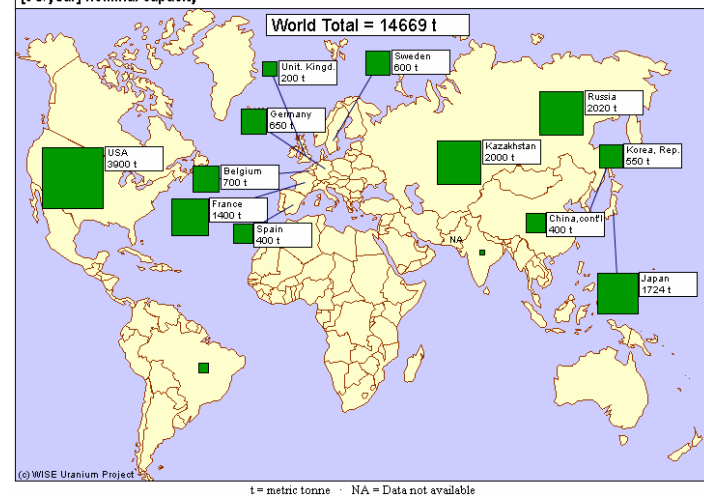 World Total = 14669 t
Unit. Kingd.
200 t
Sweden
600 t
Germany
650 t
Russia
2020 t
USA
3900 t
Kazakhstan
2000 t
Korea, Rep.
550 t
Belgium
700 t
France
1400 t
Spain
400 t
China,cont'l
400 t
NA
Japan
1724 t
(c) WISE Uranium Project
t = metric tonne · NA = Data not available